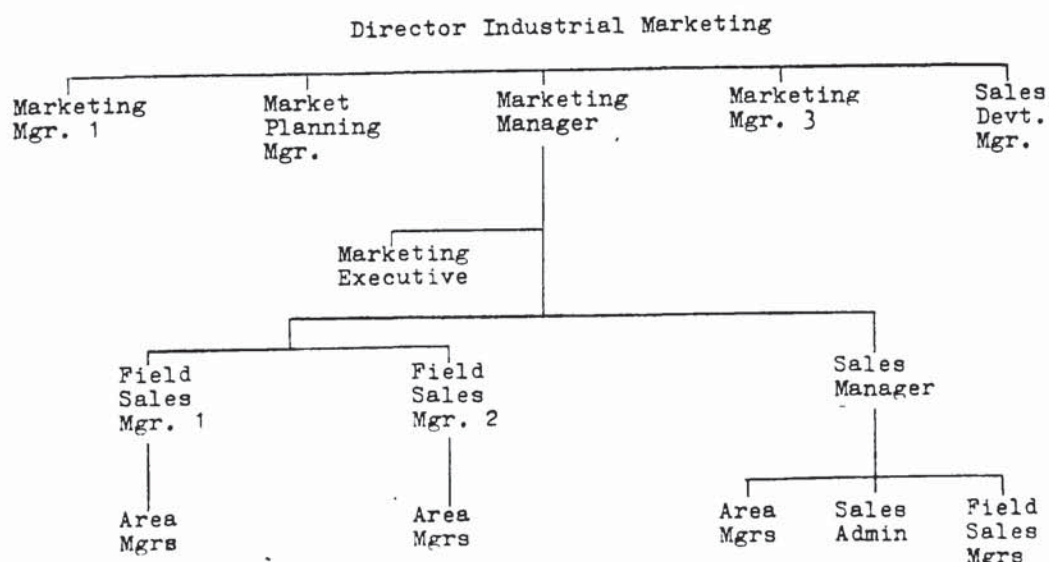 Director Industrial Marketing
Marketing
Mgr. 1
Market
Planning
Mgr.
Marketing
Manager
Marketing
Mgr. 3
Sales
Devt.
Mgr.
Marketing
Executive
Field
Sales
Mgr. 1
Field
Sales
Mgr. 2
Sales
Manager
Area
Mgrs
Area
Mgrs
Area
Mgrs
Sales
Admin
Field
Sales
Mgrs